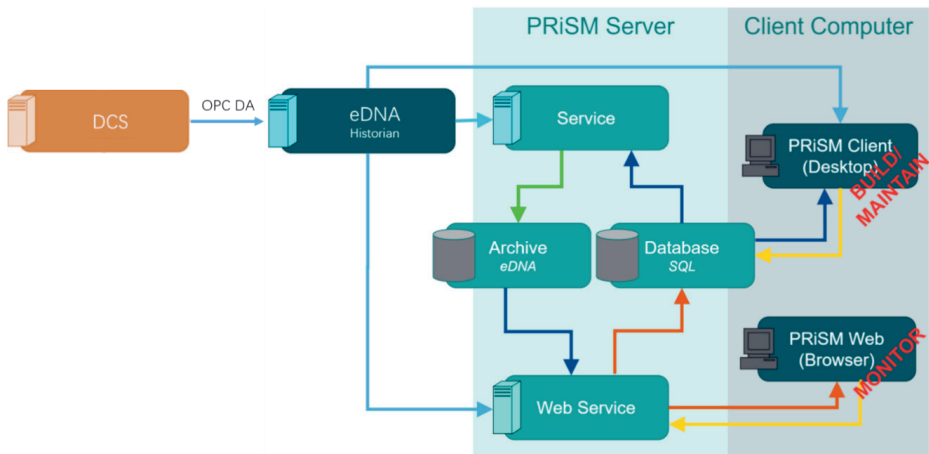 PRiSM Server
Client Computer
DCS
OPC DA
eDNA
Historian
Service
PRiSM Client
(Desktop)
BUILD/
MAINTAIN
Archive
eDNA
Database
SQL
PRiSM Web
(Browser)
MONITOR
Web Service